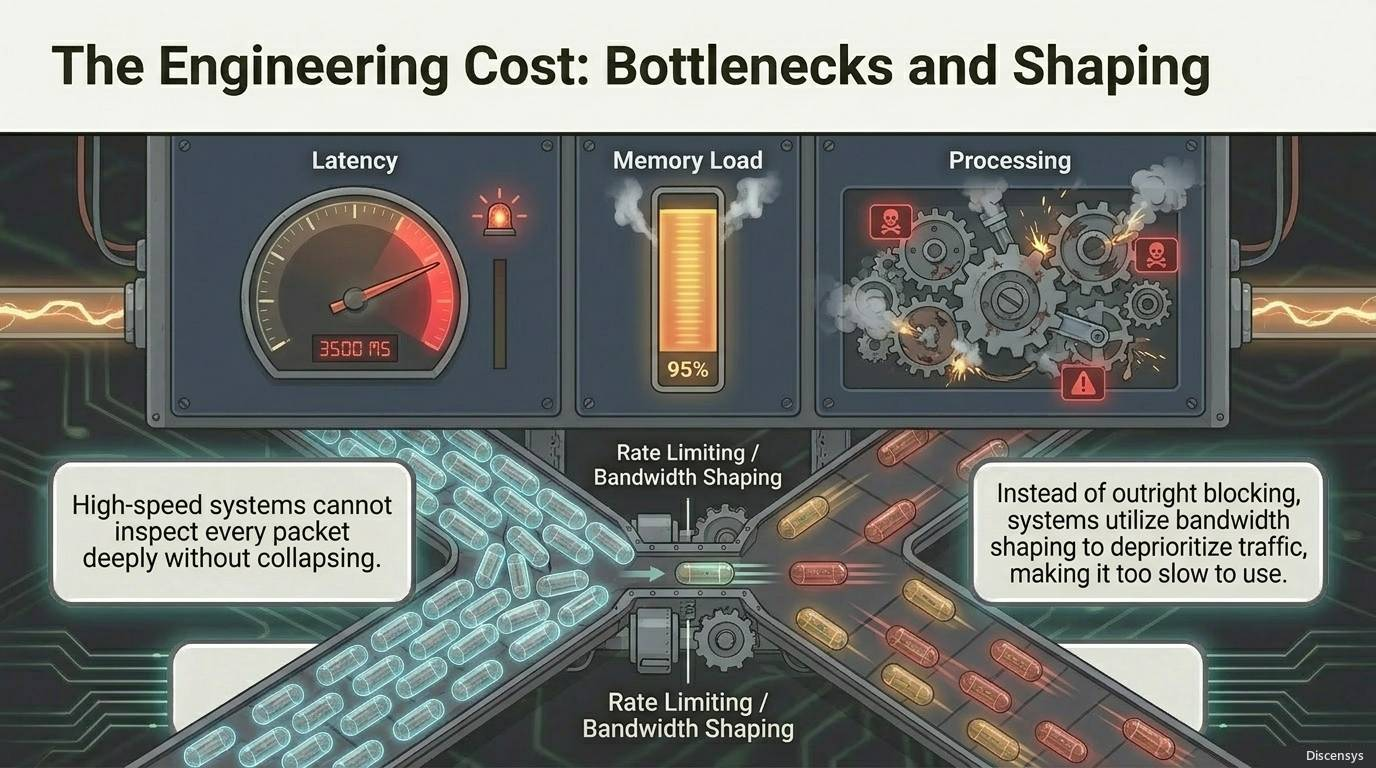 The Engineering Cost: Bottlenecks and Shaping
Latency
Memory Load
Processing
3500 MS
95%
Rate Limiting /
Bandwidth Shaping
High-speed systems cannot
inspect every packet
deeply without collapsing.
Instead of outright blocking,
systems utilize bandwidth
shaping to deprioritize traffic,
making it too slow to use.
Rate Limiting /
Bandwidth Shaping
Discensys